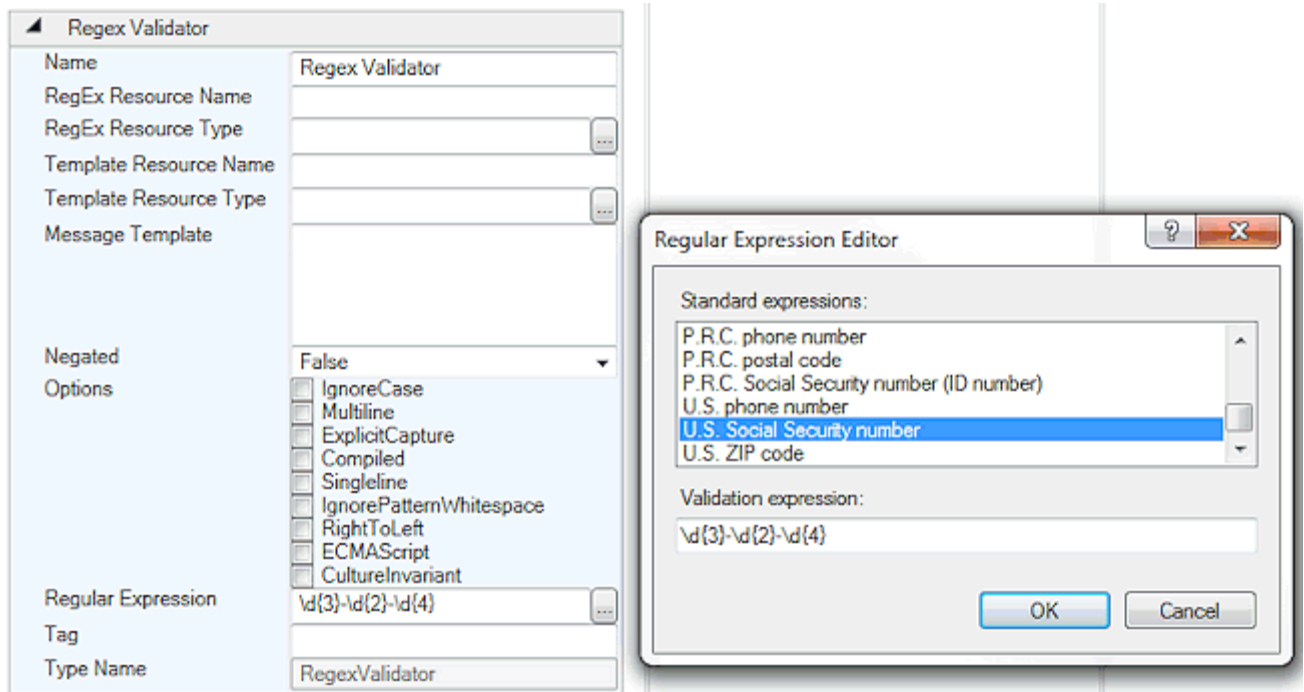 Regex Validator
Name Regex Validator
RegEx Resource Name
RegEx Resource Type ...
Template Resource Name
Template Resource Type ...
Message Template
Negated False
Options IgnoreCase
Multiline
ExplicitCapture
Compiled
Singleline
IgnorePatternWhitespace
RightToLeft
ECMAScript
CultureInvariant
Regular Expression \d{3}-\d{2}-\d{4} ...
Tag
Type Name RegexValidator
Regular Expression Editor ?
Standard expressions:
P.R.C. phone number
P.R.C. postal code
P.R.C. Social Security number (ID number)
U.S. phone number
U.S. Social Security number
U.S. ZIP code
Validation expression:
\d{3}-\d{2}-\d{4}
OK Cancel